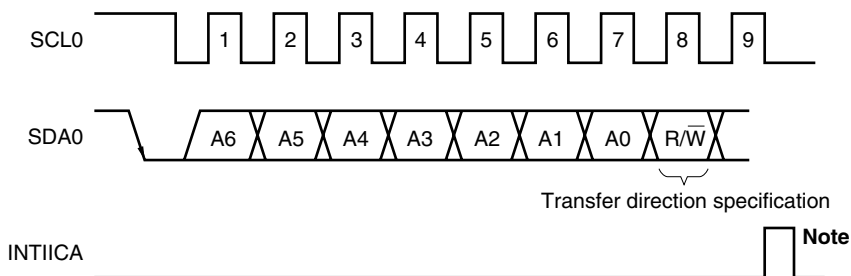 SCL0 1 2 3 4 5 6 7 8 9
SDA0 A6 A5 A4 A3 A2 A1 A0 R/W̅
Transfer direction specification
INTIICA Note